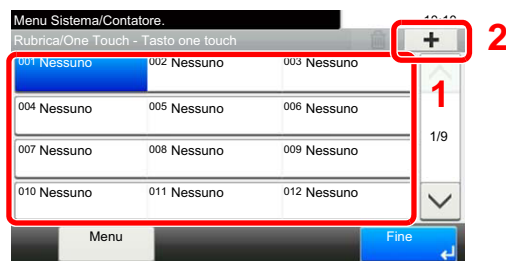 Menu Sistema/Contatore. 10:10
Rubrica/One Touch - Tasto one touch + 2
001 Nessuno 002 Nessuno 003 Nessuno 1
004 Nessuno 005 Nessuno 006 Nessuno
1/9
007 Nessuno 008 Nessuno 009 Nessuno
010 Nessuno 011 Nessuno 012 Nessuno
Menu Fine